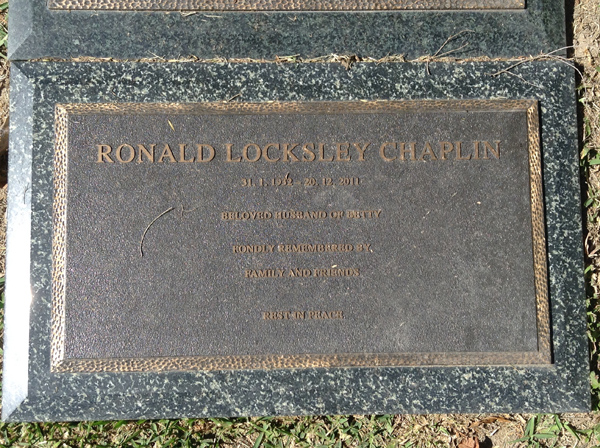 RONALD LOCKSLEY CHAPLIN
31. 1. 1932 - 20. 12. 2011
BELOVED HUSBAND OF BETTY
FONDLY REMEMBERED BY
FAMILY AND FRIENDS
REST IN PEACE